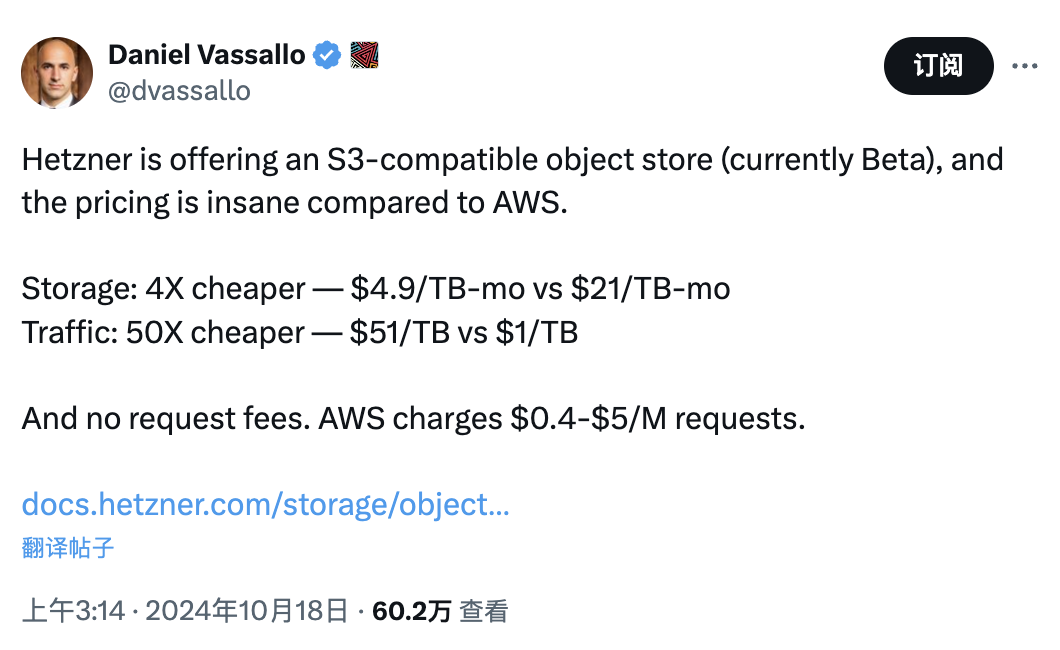 Daniel Vassallo
订阅
@dvassallo
Hetzner is offering an S3-compatible object store (currently Beta), and
the pricing is insane compared to AWS.
Storage: 4X cheaper — $4.9/TB-mo vs $21/TB-mo
Traffic: 50X cheaper — $51/TB vs $1/TB
And no request fees. AWS charges $0.4-$5/M requests.
docs.hetzner.com/storage/object...
翻译帖子
上午3:14 · 2024年10月18日 · 60.2万 查看